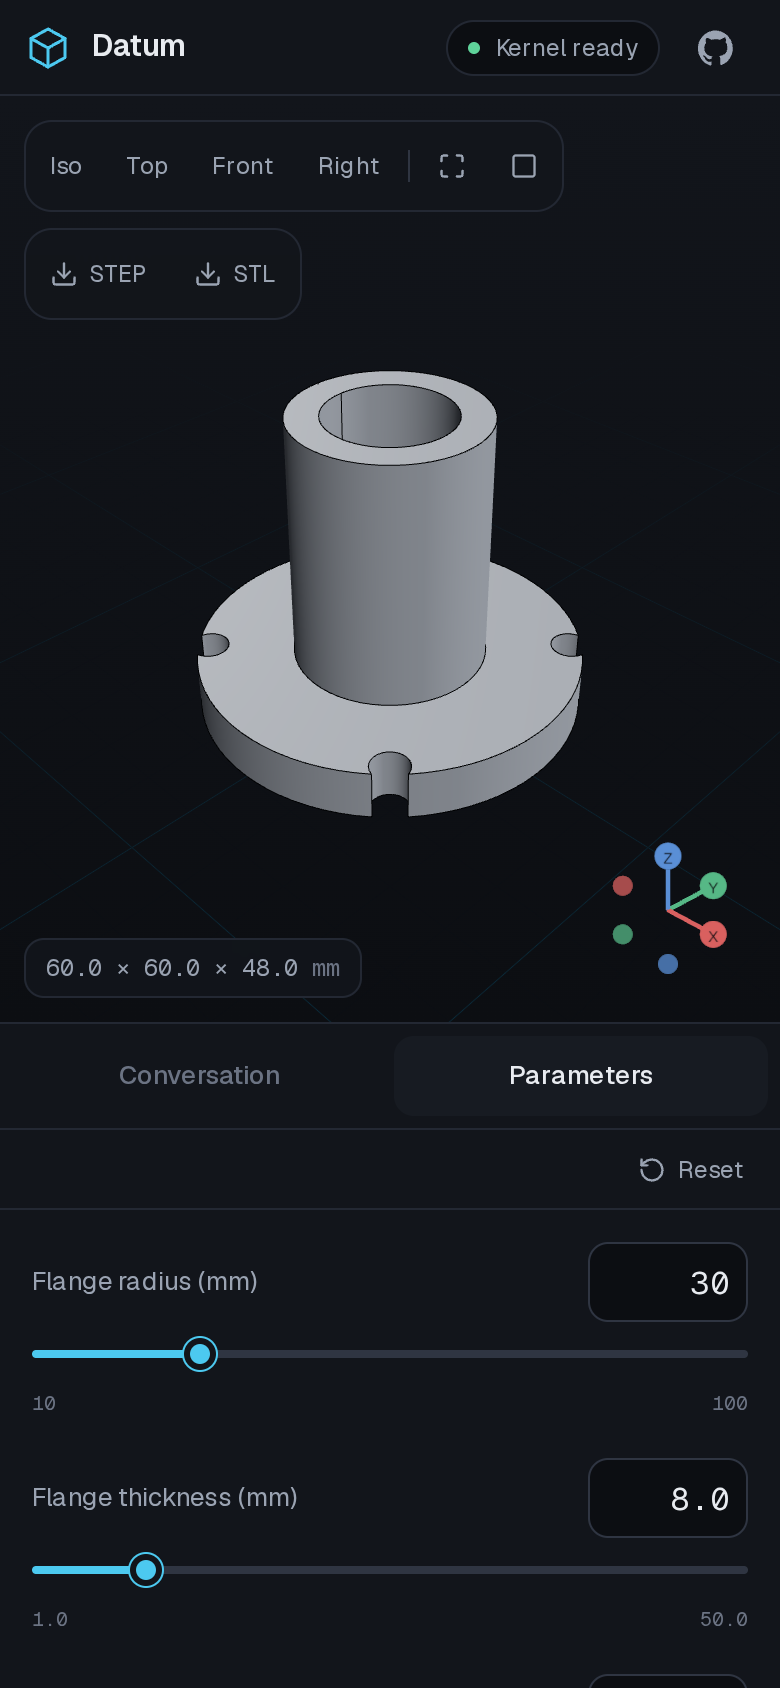 Datum
Kernel ready
Iso Top Front Right
STEP STL
Z
Y
X
60.0 × 60.0 × 48.0 mm
Conversation Parameters
Reset
Flange radius (mm) 30
10 100
Flange thickness (mm) 8.0
1.0 50.0